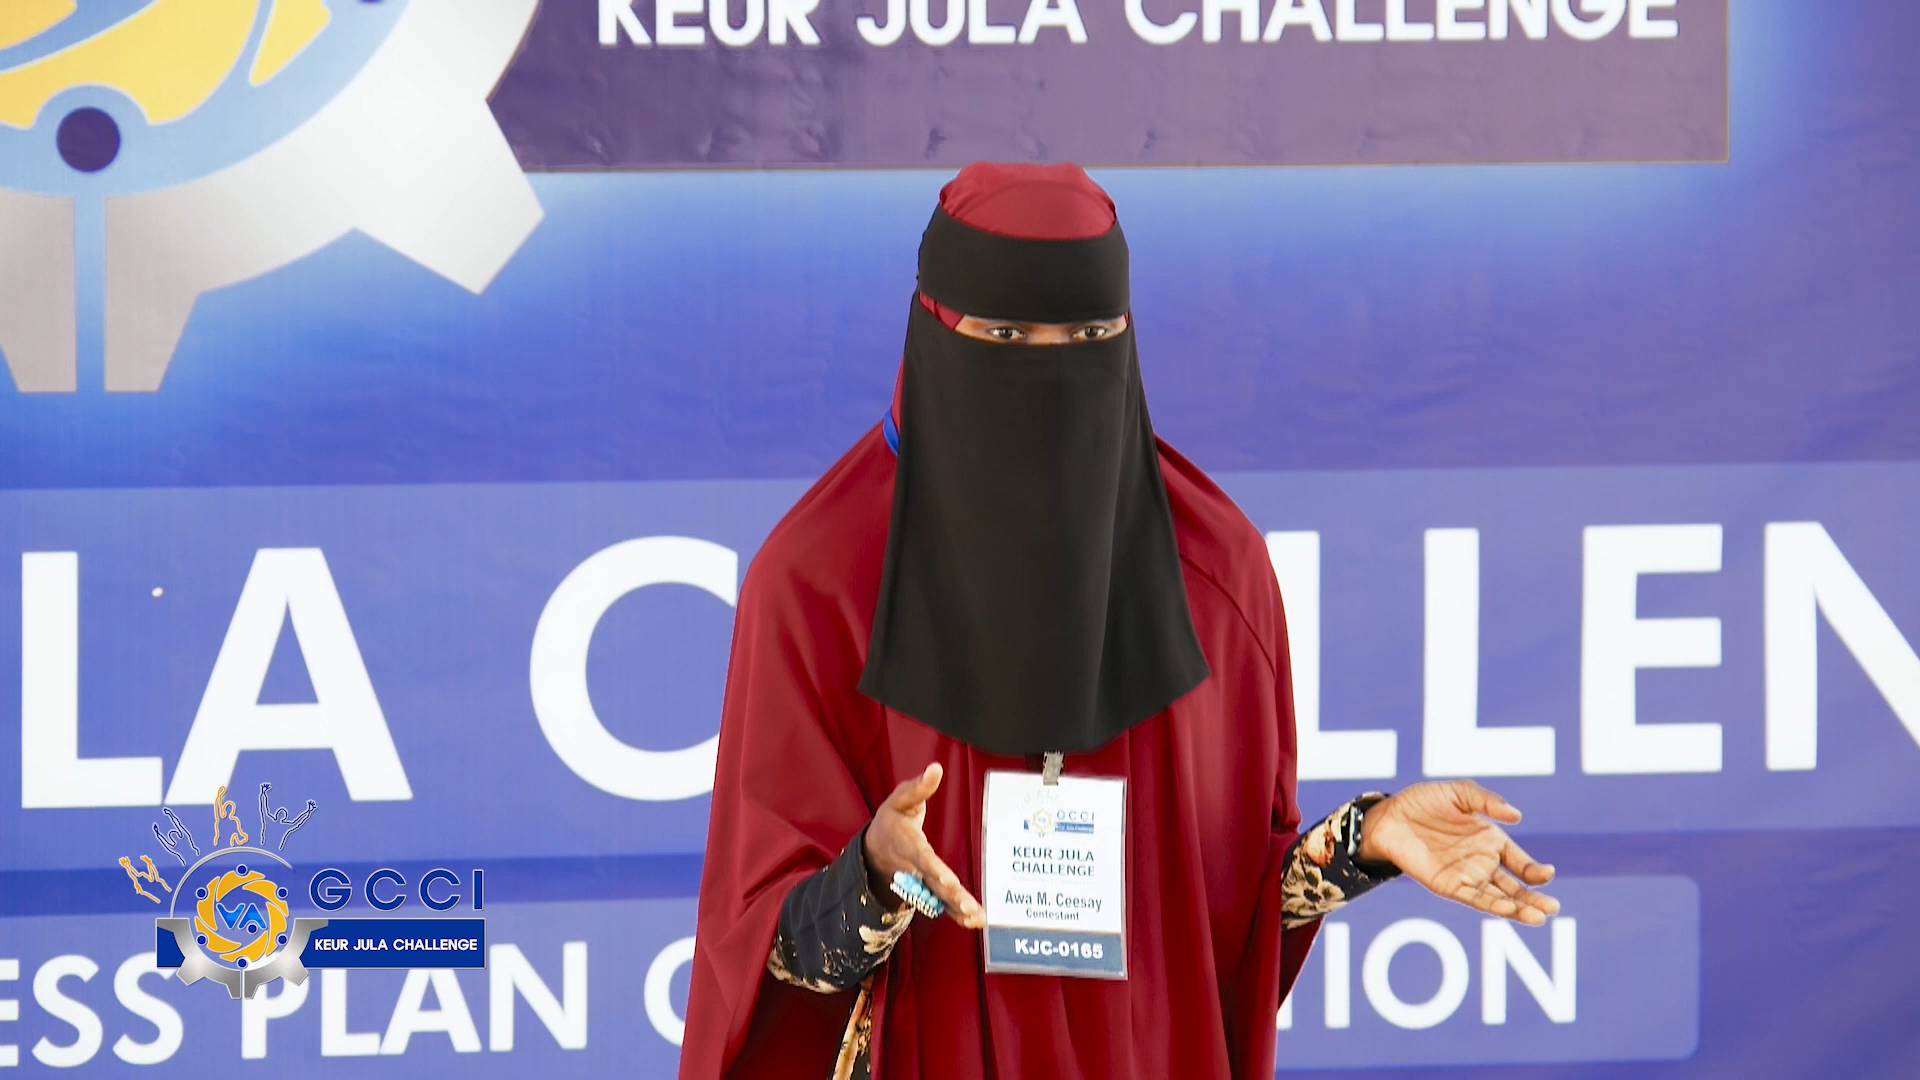 KEUR JULA CHALLENGE
LA C LLEN
ESS PLAN C TION
GCCI
KEUR JULA CHALLENGE
GCCI
KEUR JULA
CHALLENGE
Awa M. Ceesay
Contestant
KJC-0165